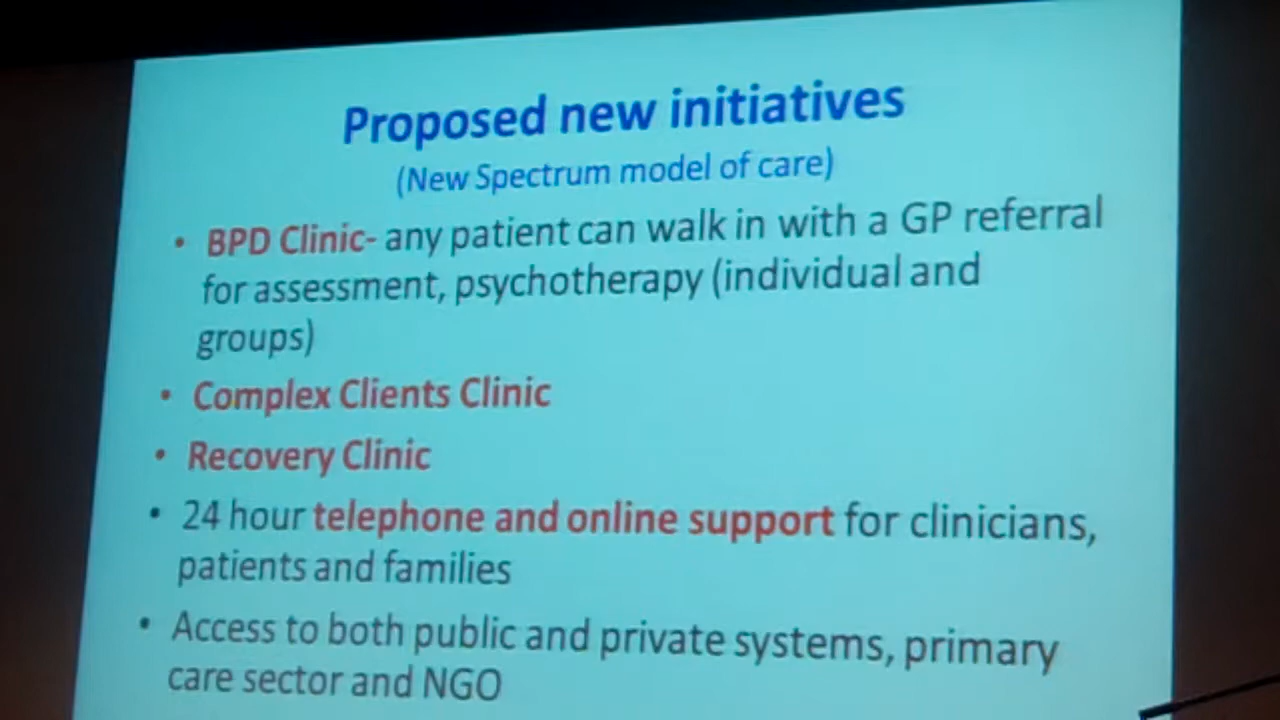 Proposed new initiatives
(New Spectrum model of care)
• BPD Clinic- any patient can walk in with a GP referral
for assessment, psychotherapy (individual and
groups)
• Complex Clients Clinic
• Recovery Clinic
• 24 hour telephone and online support for clinicians,
patients and families
• Access to both public and private systems, primary
care sector and NGO